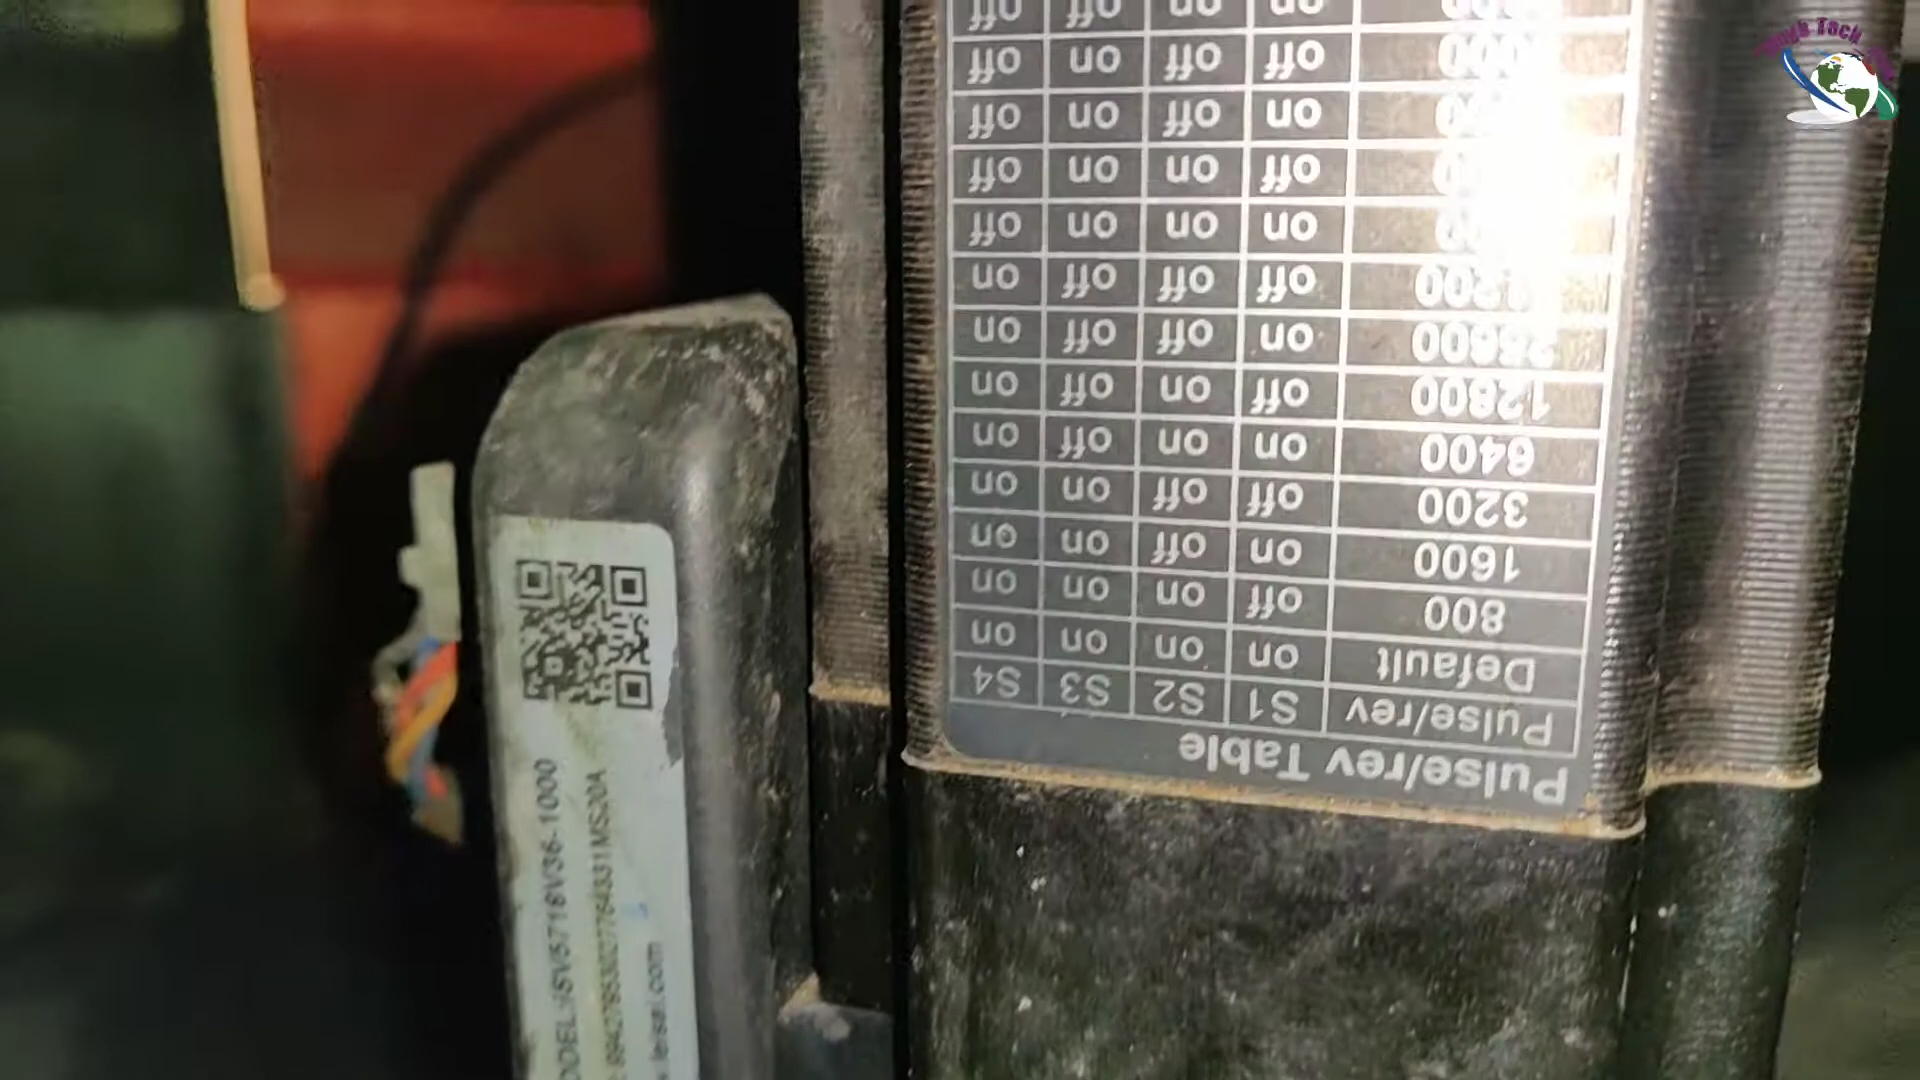 Pulse/rev Table
Pulse/rev S1 S2 S3 S4
Default on on on on
800 off on on on
1600 on off on on
3200 off off on on
6400 on on off on
12800 off on off on
on off off on
off off off on
on on on off
off on on off
on off on off
off off on off
on on off off
ODEL:iSV5718V36-1000